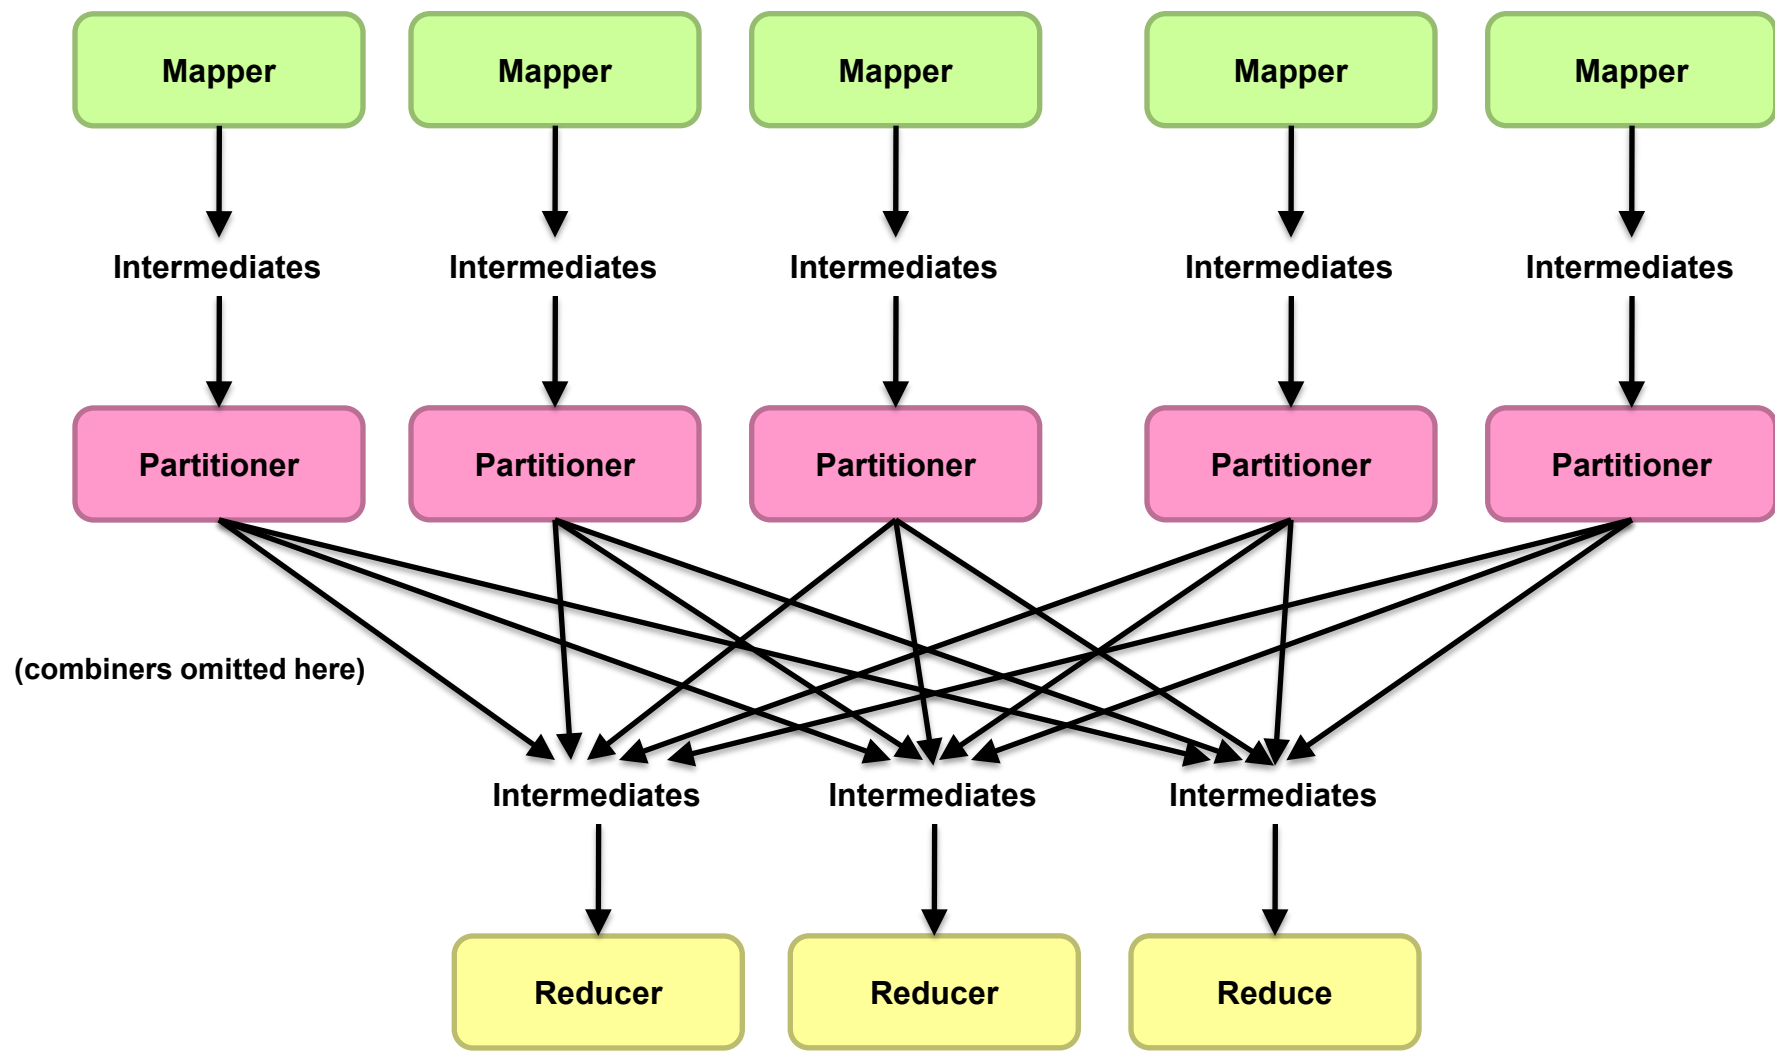 Mapper
Mapper
Mapper
Mapper
Mapper
Intermediates
Intermediates
Intermediates
Intermediates
Intermediates
Partitioner
Partitioner
Partitioner
Partitioner
Partitioner
(combiners omitted here)
Intermediates
Intermediates
Intermediates
Reducer
Reducer
Reduce